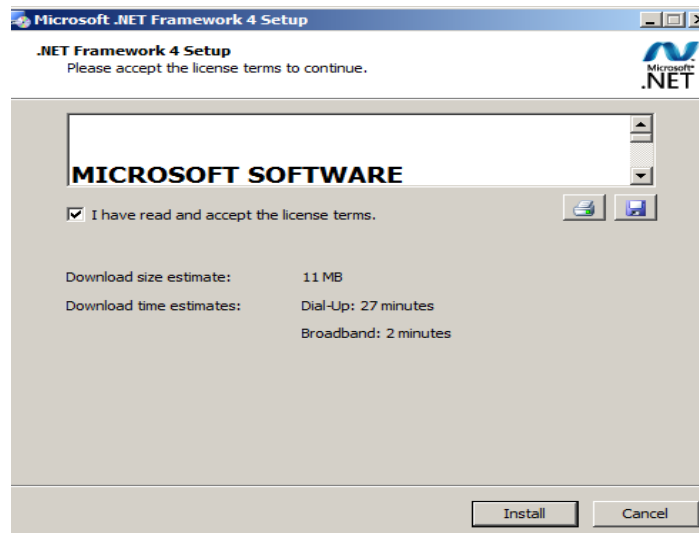 Microsoft .NET Framework 4 Setup
.NET Framework 4 Setup
Please accept the license terms to continue.
Microsoft
.NET
MICROSOFT SOFTWARE
I have read and accept the license terms.
Download size estimate: 11 MB
Download time estimates: Dial-Up: 27 minutes
Broadband: 2 minutes
Install Cancel